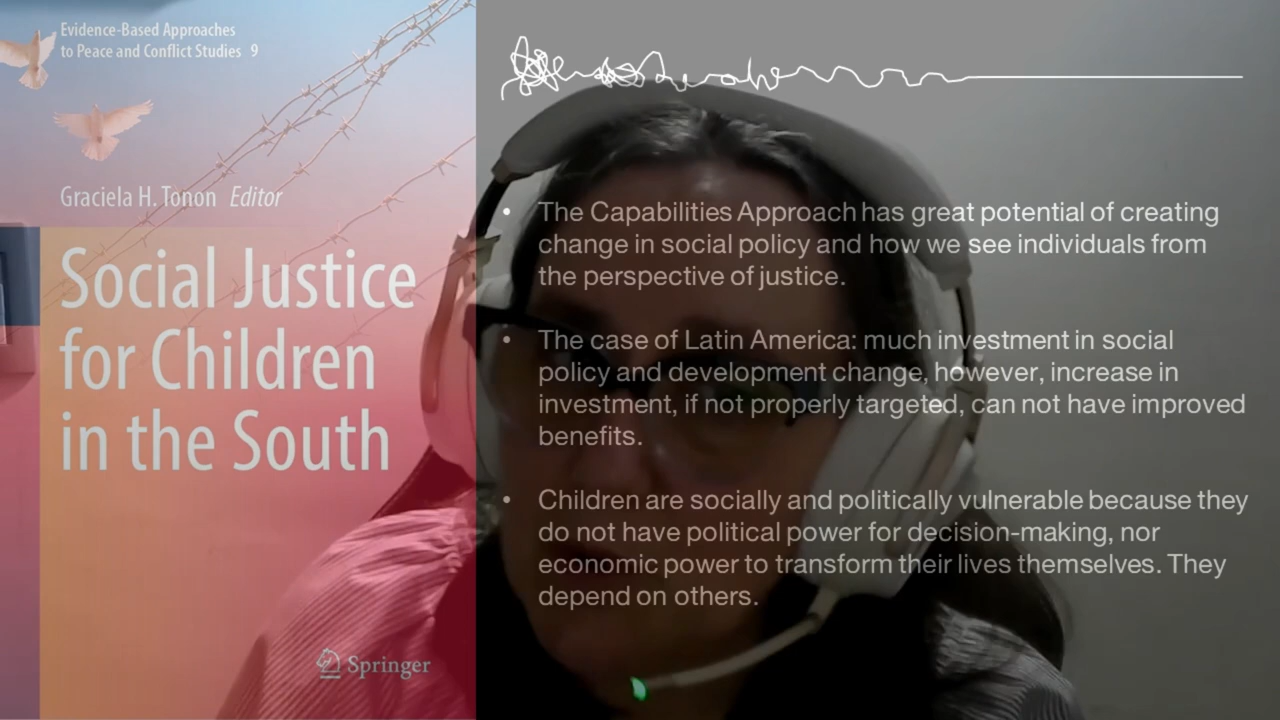 Evidence-Based Approaches
to Peace and Conflict Studies 9
Graciela H. Tonon Editor
Social Justice
for Children
in the South
Springer
• The Capabilities Approach has great potential of creating
change in social policy and how we see individuals from
the perspective of justice.
• The case of Latin America: much investment in social
policy and development change, however, increase in
investment, if not properly targeted, can not have improved
benefits.
• Children are socially and politically vulnerable because they
do not have political power for decision-making, nor
economic power to transform their lives themselves. They
depend on others.